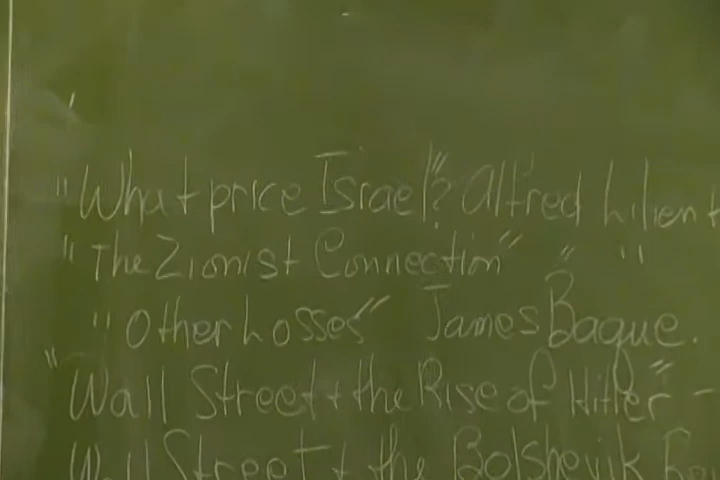 "What price Israel"? Alfred Lilient
"The Zionist Connection" " "
"Other Losses" James Baque.
"Wall Street + the Rise of Hitler" -
Wall Street + the Bolshevik